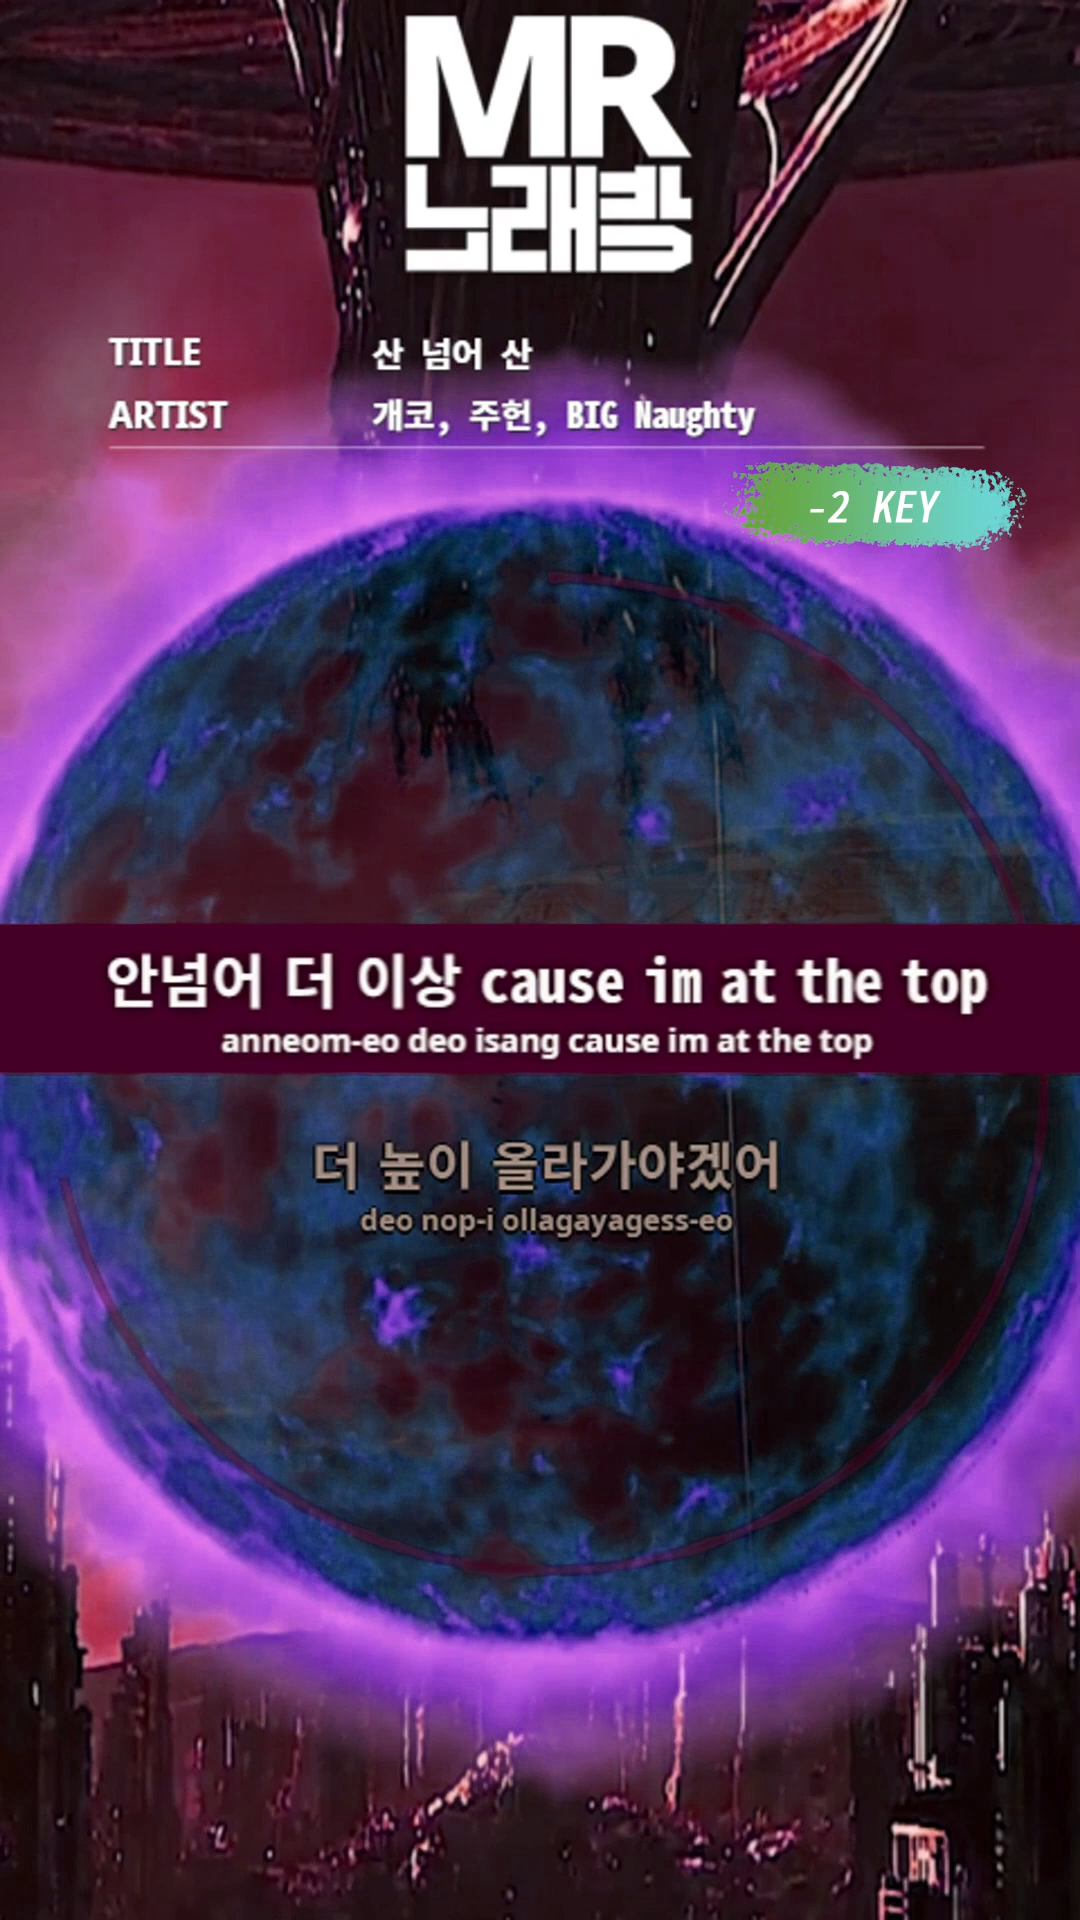 MR
노래방
TITLE 산 넘어 산
ARTIST 개코, 주헌, BIG Naughty
-2 KEY
안넘어 더 이상 cause im at the top
anneom-eo deo isang cause im at the top
더 높이 올라가야겠어
deo nop-i ollagayagess-eo